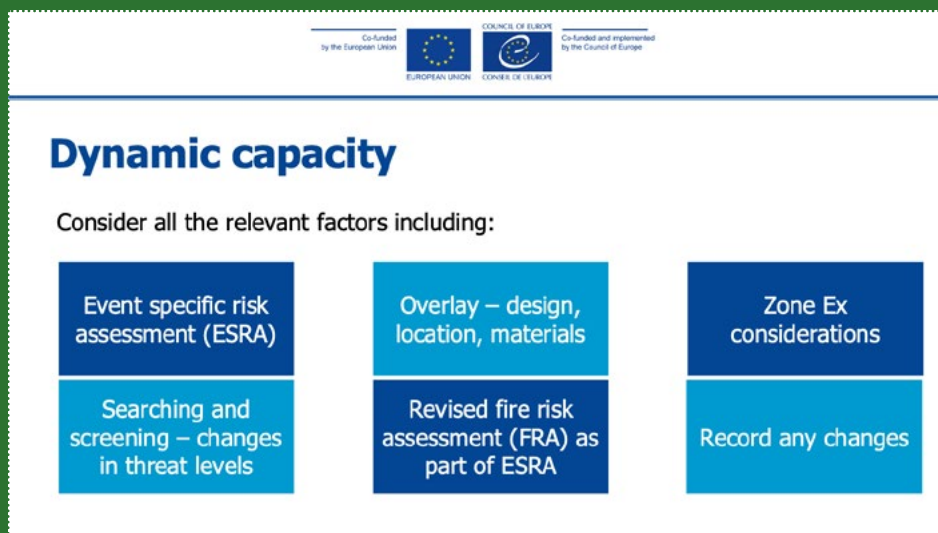 COUNCIL OF EUROPE
Co-funded
by the European Union
Co-funded and implemented
by the Council of Europe
EUROPEAN UNION
CONSEIL DE L'EUROPE
Dynamic capacity
Consider all the relevant factors including:
Event specific risk
assessment (ESRA)
Overlay – design,
location, materials
Zone Ex
considerations
Searching and
screening – changes
in threat levels
Revised fire risk
assessment (FRA) as
part of ESRA
Record any changes